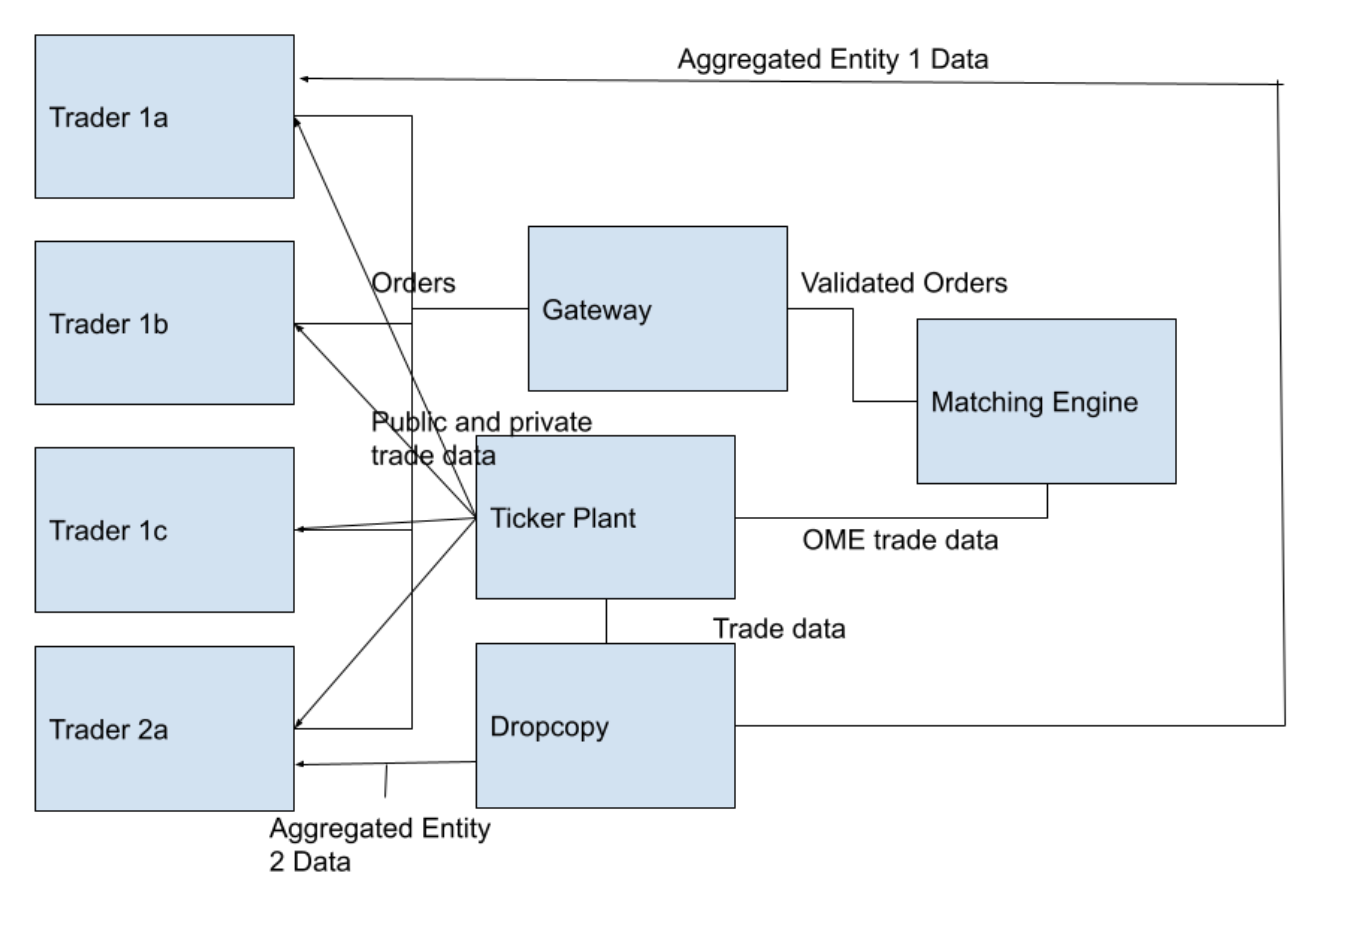 Aggregated Entity 1 Data
Trader 1a
Orders
Validated Orders
Gateway
Trader 1b
Matching Engine
Public and private
trade data
Ticker Plant
Trader 1c
OME trade data
Trade data
Dropcopy
Trader 2a
Aggregated Entity
2 Data